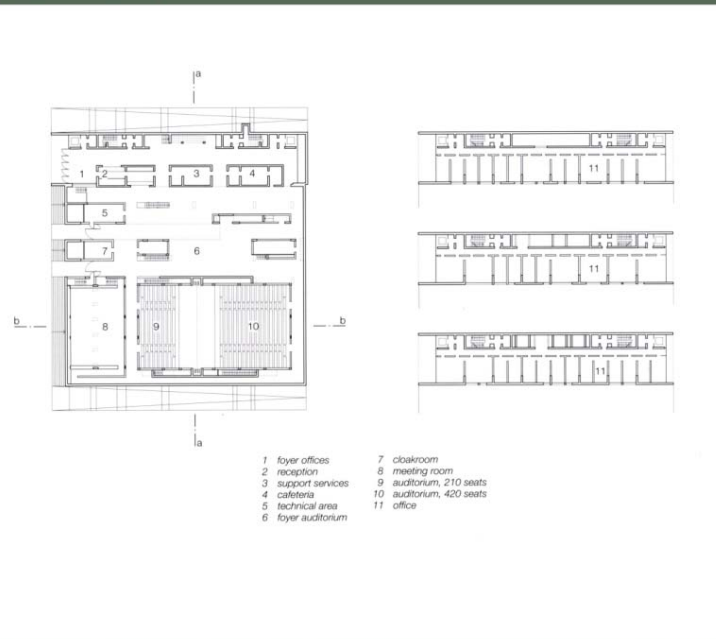 a
1
2
3
4
11
5
7
6
11
b
8
9
10
b
11
a
1 foyer offices
2 reception
3 support services
4 cafeteria
5 technical area
6 foyer auditorium
7 cloakroom
8 meeting room
9 auditorium, 210 seats
10 auditorium, 420 seats
11 office